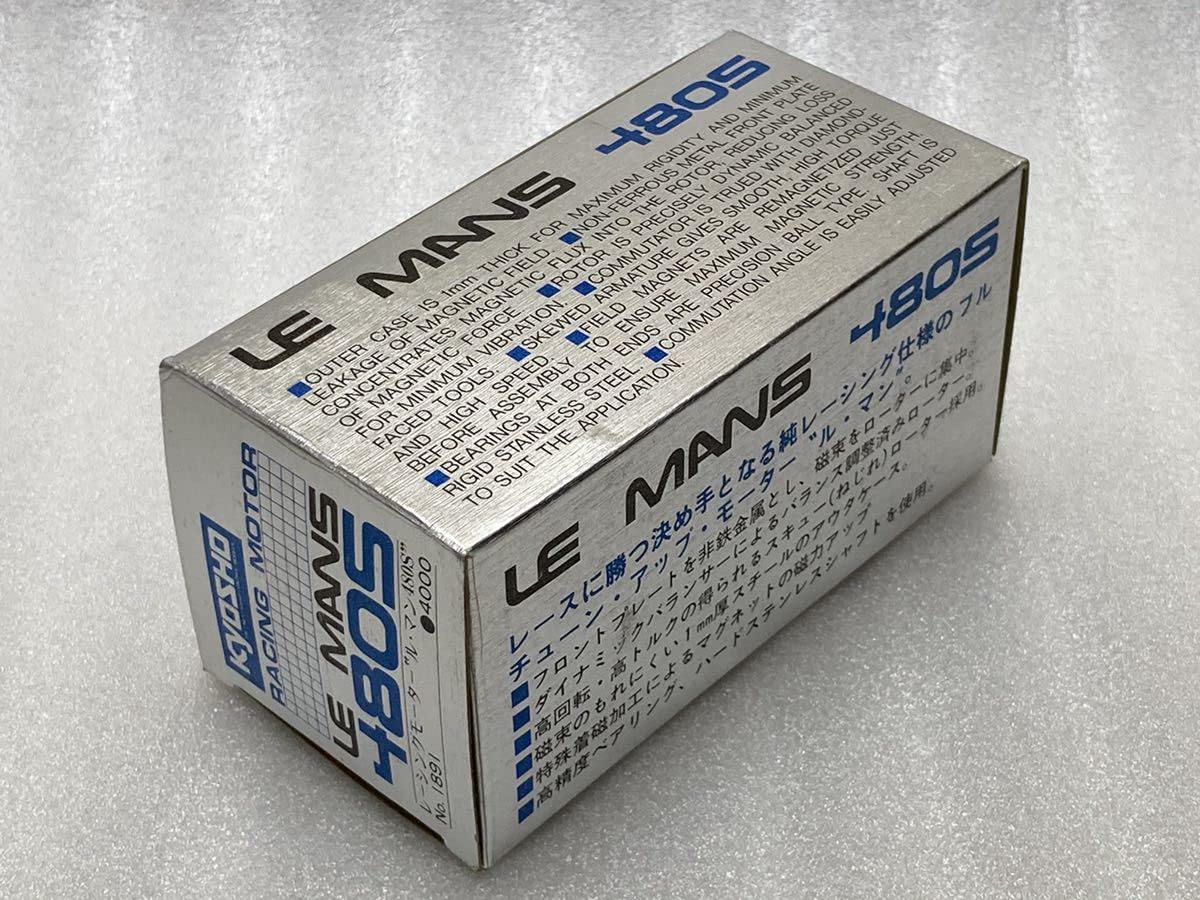 LE MANS 480S
■OUTER CASE IS 1mm THICK FOR MAXIMUM RIGIDITY AND MINIMUM
LEAKAGE OF MAGNETIC FIELD ■NON-FERROUS METAL FRONT PLATE
CONCENTRATES MAGNETIC FLUX INTO THE ROTOR, REDUCING LOSS
OF MAGNETIC FORCE ■ROTOR IS PRECISELY DYNAMIC BALANCED
FOR MINIMUM VIBRATION ■COMMUTATOR IS TRUED WITH DIAMOND-
FACED TOOLS ■SKEWED ARMATURE GIVES SMOOTH, HIGH TORQUE
AND HIGH SPEED. ■FIELD MAGNETS ARE REMAGNETIZED JUST
BEFORE ASSEMBLY, TO ENSURE MAXIMUM MAGNETIC STRENGTH.
■BEARINGS AT BOTH ENDS ARE PRECISION BALL TYPE, SHAFT IS
RIGID STAINLESS STEEL ■COMMUTATION ANGLE IS EASILY ADJUSTED
TO SUIT THE APPLICATION
LE MANS 480S
レースに勝つ決め手となる純レーシング仕様のフル
チューン・アップ・モーター〝ル・マン〟。
■フロントプレートを非鉄金属とし、磁束をローターに集中。
■ダイナミックバランサーによるバランス調整済みローター。
■高回転・高トルクの得られるスキュー(ねじれ)ローター採用。
■磁束のもれにくい1mm厚スチールのアウタケース。
■特殊着磁加工によるマグネットの磁力アップ
■高精度ベアリング、ハードステンレスシャフトを使用。
KYOSHO
RACING MOTOR
LE MANS
480S
レーシングモーター"ル・マン480S"
No. 1891 ●4000